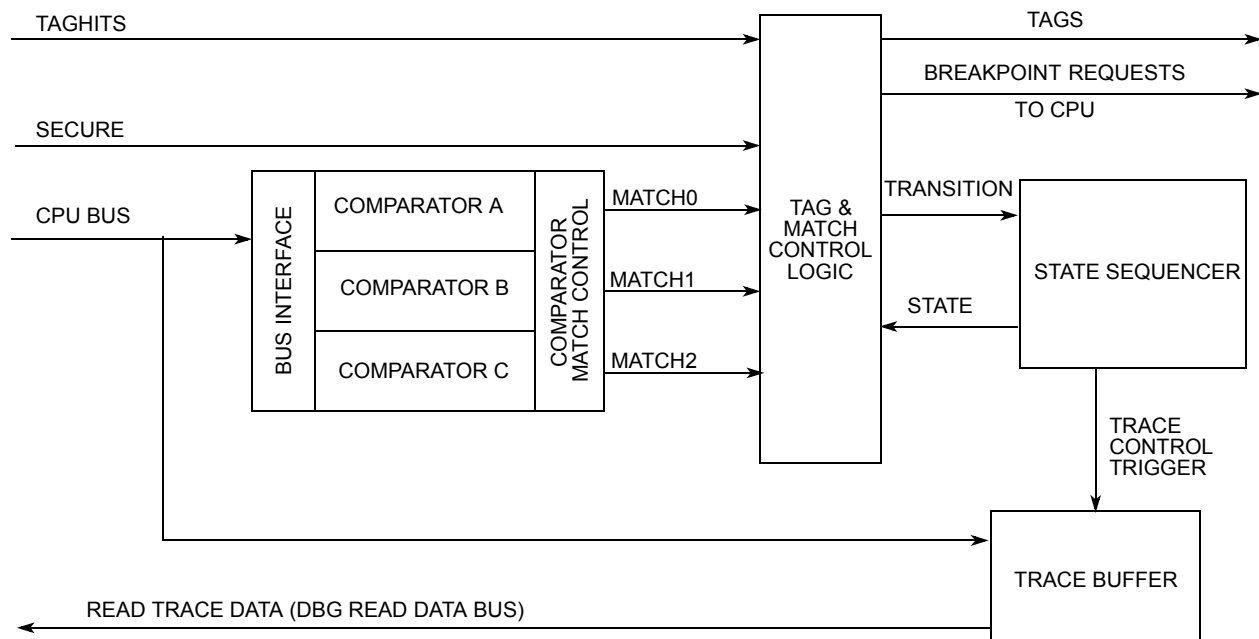 TAGHITS
TAGS
BREAKPOINT REQUESTS
TO CPU
SECURE
CPU BUS
BUS INTERFACE
COMPARATOR A
COMPARATOR B
COMPARATOR C
COMPARATOR
MATCH CONTROL
MATCH0
MATCH1
MATCH2
TAG &
MATCH
CONTROL
LOGIC
TRANSITION
STATE
STATE SEQUENCER
TRACE
CONTROL
TRIGGER
TRACE BUFFER
READ TRACE DATA (DBG READ DATA BUS)